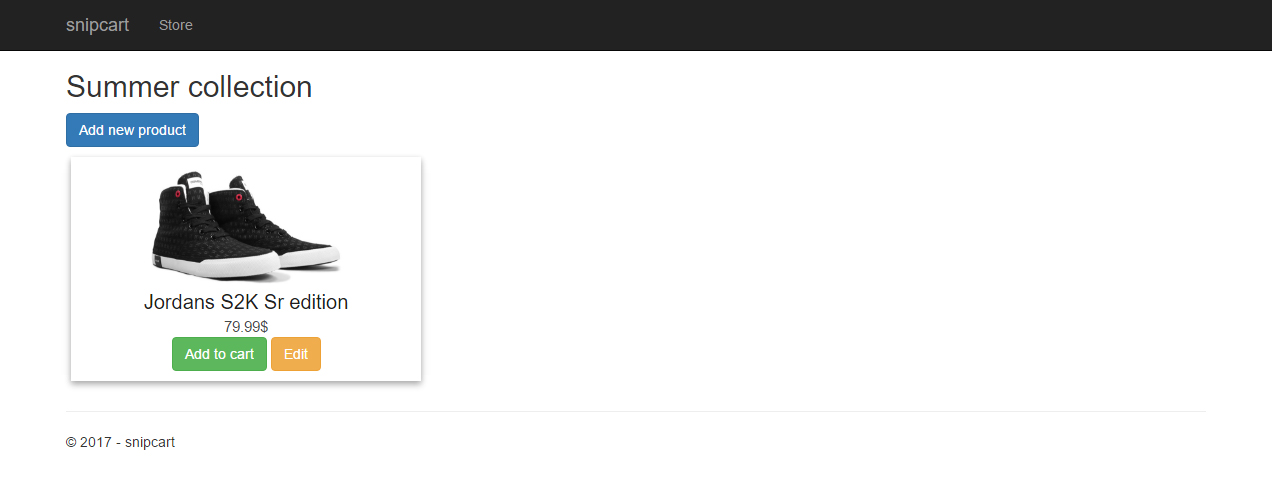 snipcart Store
Summer collection
Add new product
Jordans S2K Sr edition
79.99$
Add to cart Edit
© 2017 - snipcart